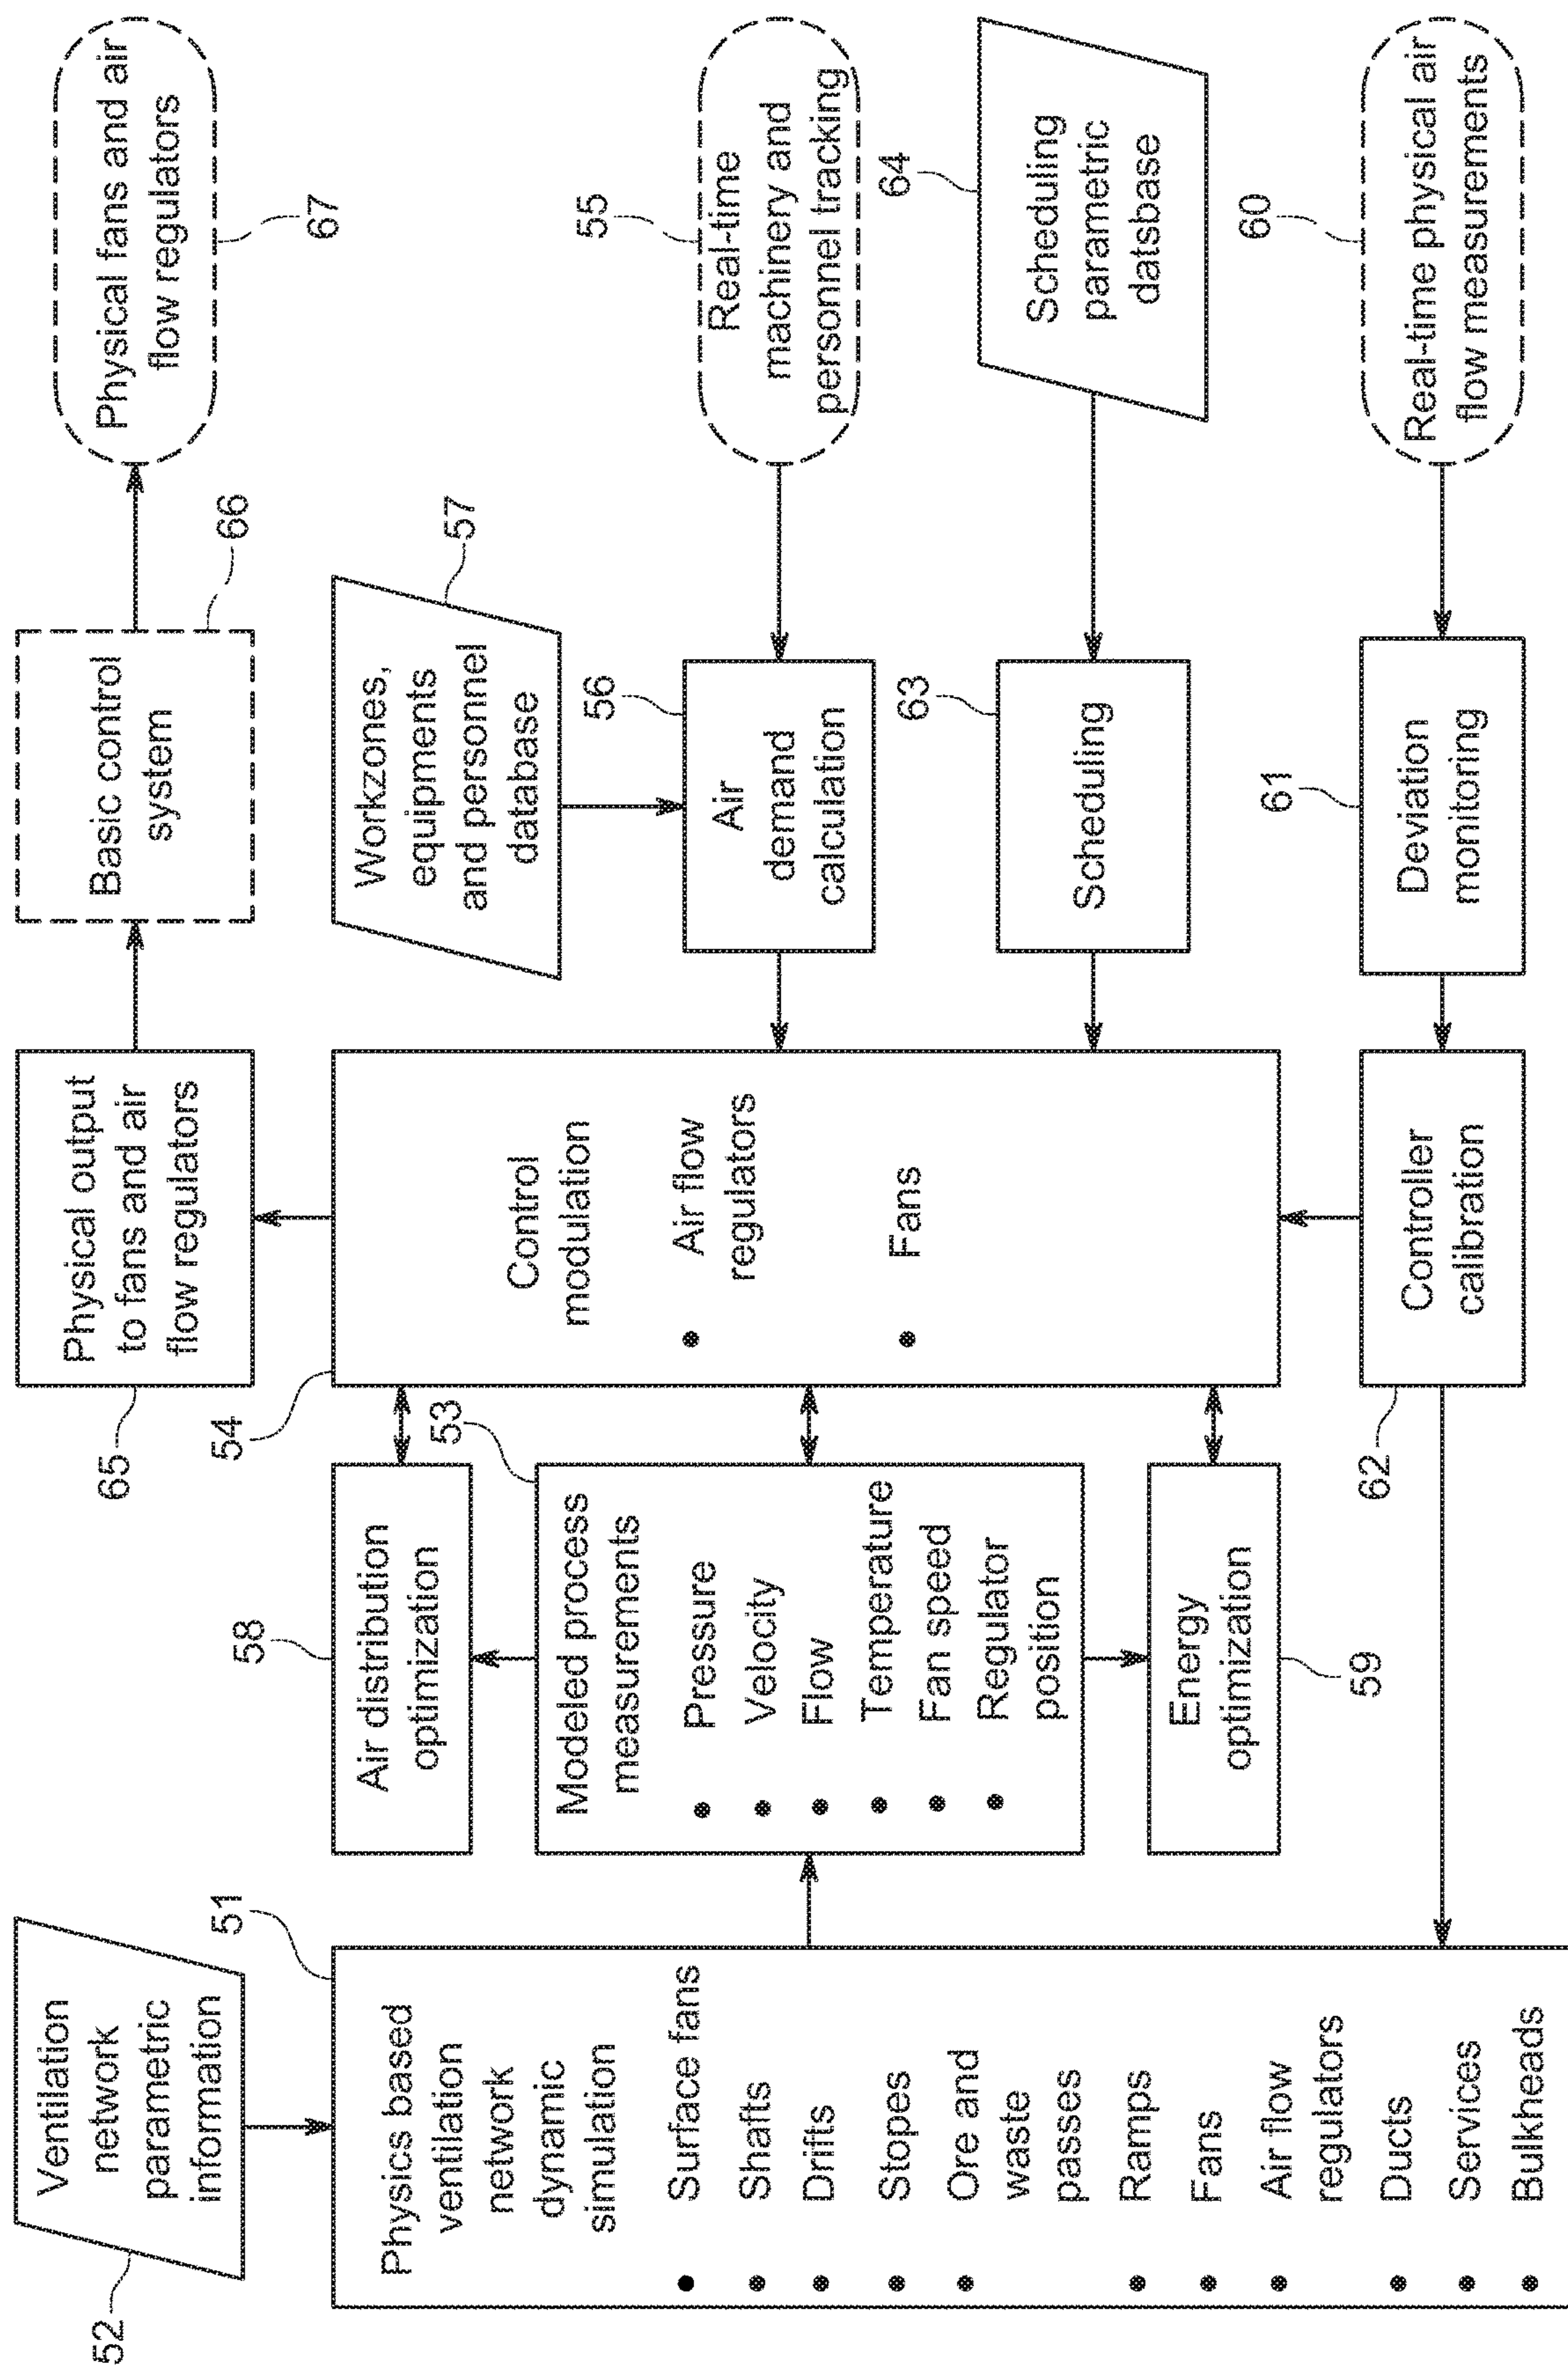 52
Ventilation
network
parametric
information
51
Physics based
ventilation
network
dynamic
simulation
• Surface fans
• Shafts
• Drifts
• Stopes
• Ore and
waste
passes
• Ramps
• Fans
• Air flow
regulators
• Ducts
• Services
• Bulkheads
58
Air distribution
optimization
53
Modeled process
measurements
• Pressure
• Velocity
• Flow
• Temperature
• Fan speed
• Regulator
position
Energy
optimization
59
65
Physical output
to fans and air
flow regulators
54
Control
modulation
• Air flow
regulators
• Fans
62
Controller
calibration
Basic control
system
66
Workzones,
equipments
and personnel
database
57
56
Air
demand
calculation
63
Scheduling
61
Deviation
monitoring
Physical fans and air
flow regulators
67
55
Real-time
machinery and
personnel tracking
64
Scheduling
parametric
datsbase
60
Real-time physical air
flow measurements